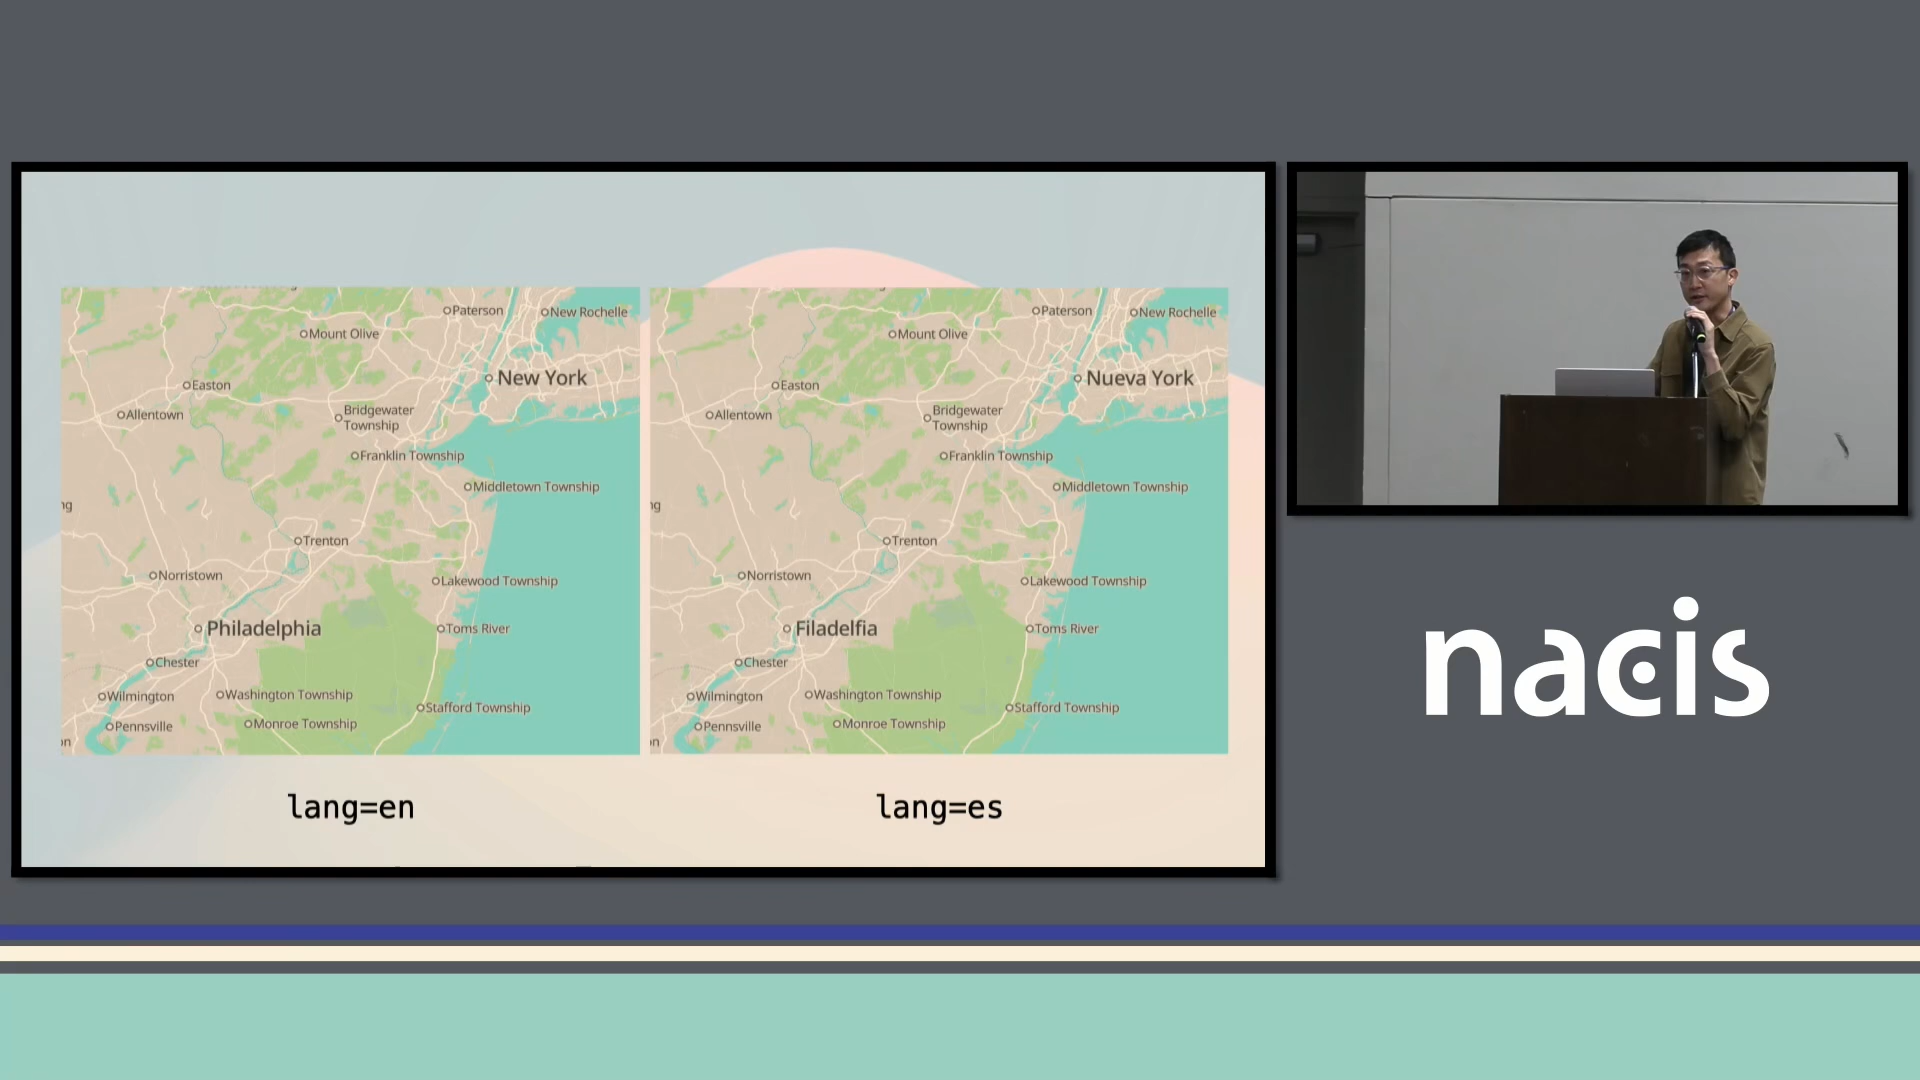 Paterson
New Rochelle
Mount Olive
New York
Easton
Allentown
Bridgewater
Township
Franklin Township
Middletown Township
Trenton
Norristown
Lakewood Township
Philadelphia
Toms River
Chester
Wilmington
Washington Township
Stafford Township
Pennsville
Monroe Township
lang=en
Paterson
New Rochelle
Mount Olive
Nueva York
Easton
Allentown
Bridgewater
Township
Franklin Township
Middletown Township
Trenton
Norristown
Lakewood Township
Filadelfia
Toms River
Chester
Wilmington
Washington Township
Stafford Township
Pennsville
Monroe Township
lang=es
nacis